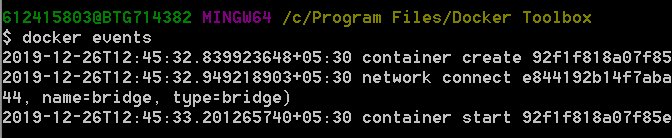 612415803@BTG714382 MINGW64 /c/Program Files/Docker Toolbox
$ docker events
2019-12-26T12:45:32.839923648+05:30 container create 92f1f818a07f85
2019-12-26T12:45:32.949218903+05:30 network connect e844192b14f7aba
44, name=bridge, type=bridge)
2019-12-26T12:45:33.201265740+05:30 container start 92f1f818a07f85e